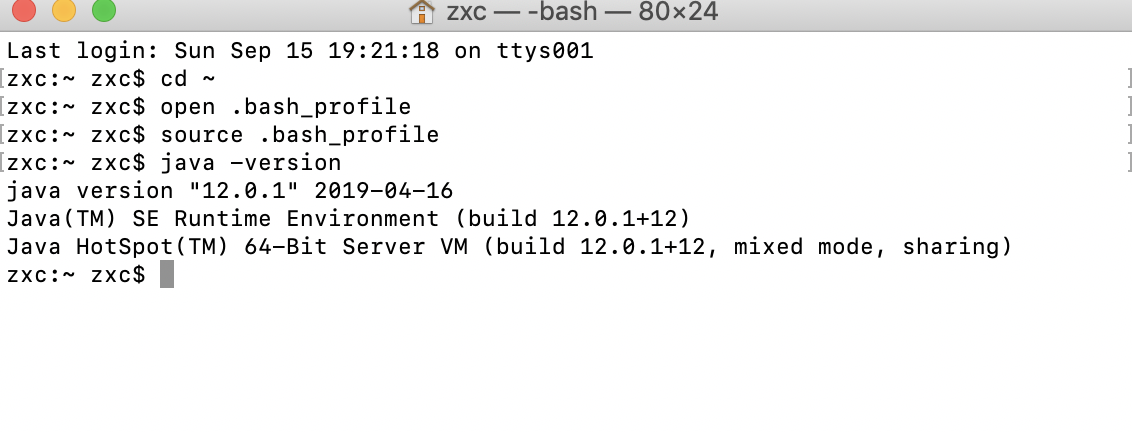 zxc — -bash — 80×24
Last login: Sun Sep 15 19:21:18 on ttys001
[zxc:~ zxc$ cd ~ ]
[zxc:~ zxc$ open .bash_profile ]
[zxc:~ zxc$ source .bash_profile ]
[zxc:~ zxc$ java -version ]
java version "12.0.1" 2019-04-16
Java(TM) SE Runtime Environment (build 12.0.1+12)
Java HotSpot(TM) 64-Bit Server VM (build 12.0.1+12, mixed mode, sharing)
zxc:~ zxc$